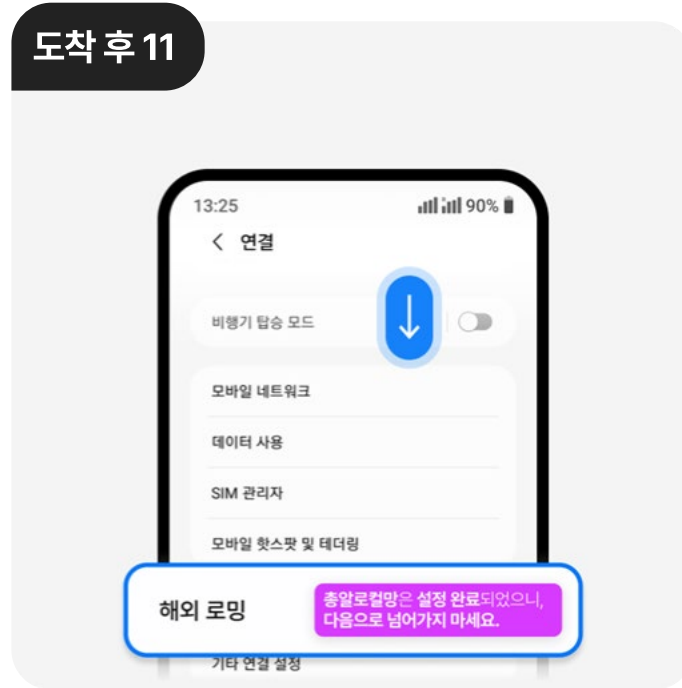 도착 후 11
13:25 90%
연결
비행기 탑승 모드
모바일 네트워크
데이터 사용
SIM 관리자
모바일 핫스팟 및 테더링
해외 로밍
총알로컬망은 설정 완료되었으니,
다음으로 넘어가지 마세요.
기타 연결 설정